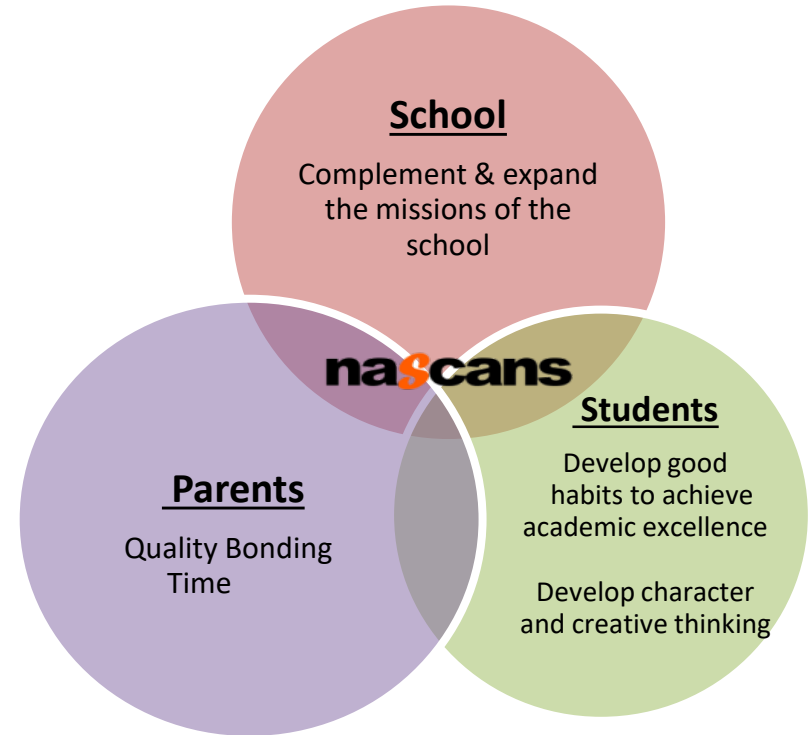 School
Complement & expand
the missions of the
school
nascans
Students
Develop good
habits to achieve
academic excellence
Develop character
and creative thinking
Parents
Quality Bonding
Time